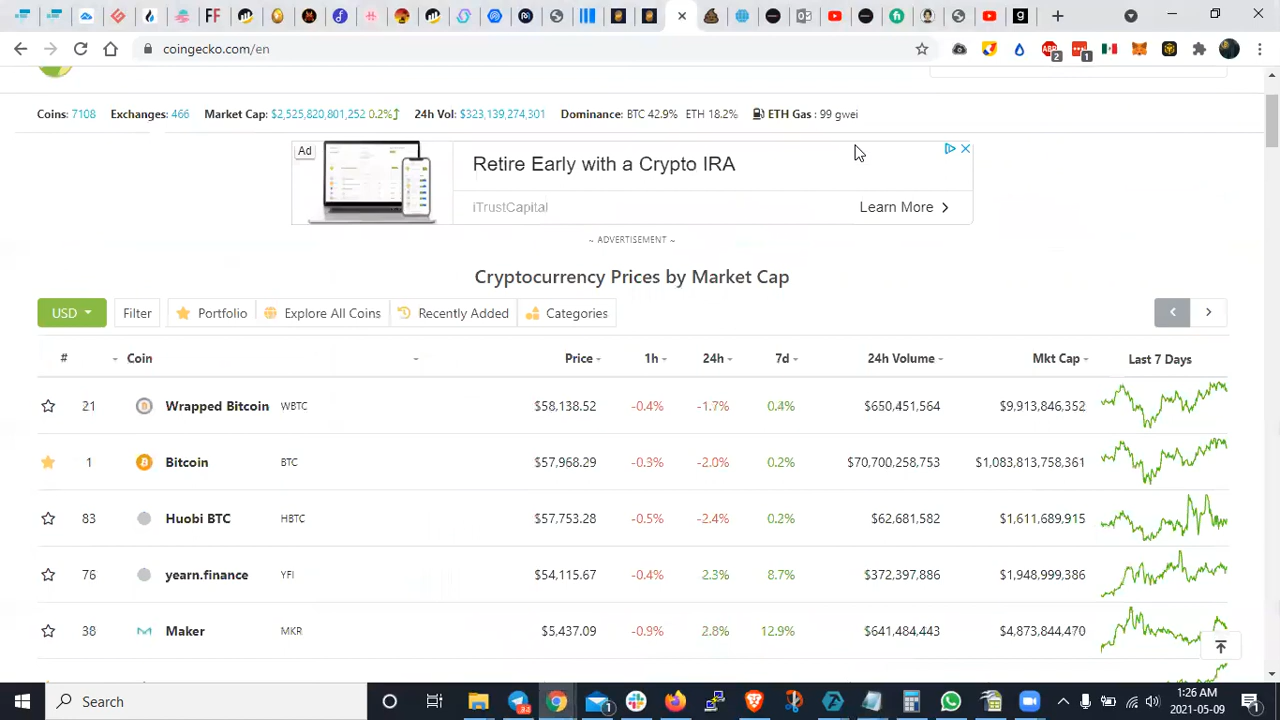 coingecko.com/en
2
1
Coins: 7108 Exchanges: 466 Market Cap: $2,525,820,801,252 0.2% 24h Vol: $323,139,274,301 Dominance: BTC 42.9% ETH 18.2% ETH Gas : 99 gwei
Ad
Retire Early with a Crypto IRA
iTrustCapital
Learn More
~ ADVERTISEMENT ~
Cryptocurrency Prices by Market Cap
USD Filter Portfolio Explore All Coins Recently Added Categories
# Coin Price 1h 24h 7d 24h Volume Mkt Cap Last 7 Days
21 Wrapped Bitcoin WBTC $58,138.52 -0.4% -1.7% 0.4% $650,451,564 $9,913,846,352
1 Bitcoin BTC $57,968.29 -0.3% -2.0% 0.2% $70,700,258,753 $1,083,813,758,361
83 Huobi BTC HBTC $57,753.28 -0.5% -2.4% 0.2% $62,681,582 $1,611,689,915
76 yearn.finance YFI $54,115.67 -0.4% 2.3% 8.7% $372,397,886 $1,948,999,386
38 Maker MKR $5,437.09 -0.9% 2.8% 12.9% $641,484,443 $4,873,844,470
Search
1:26 AM
2021-05-09